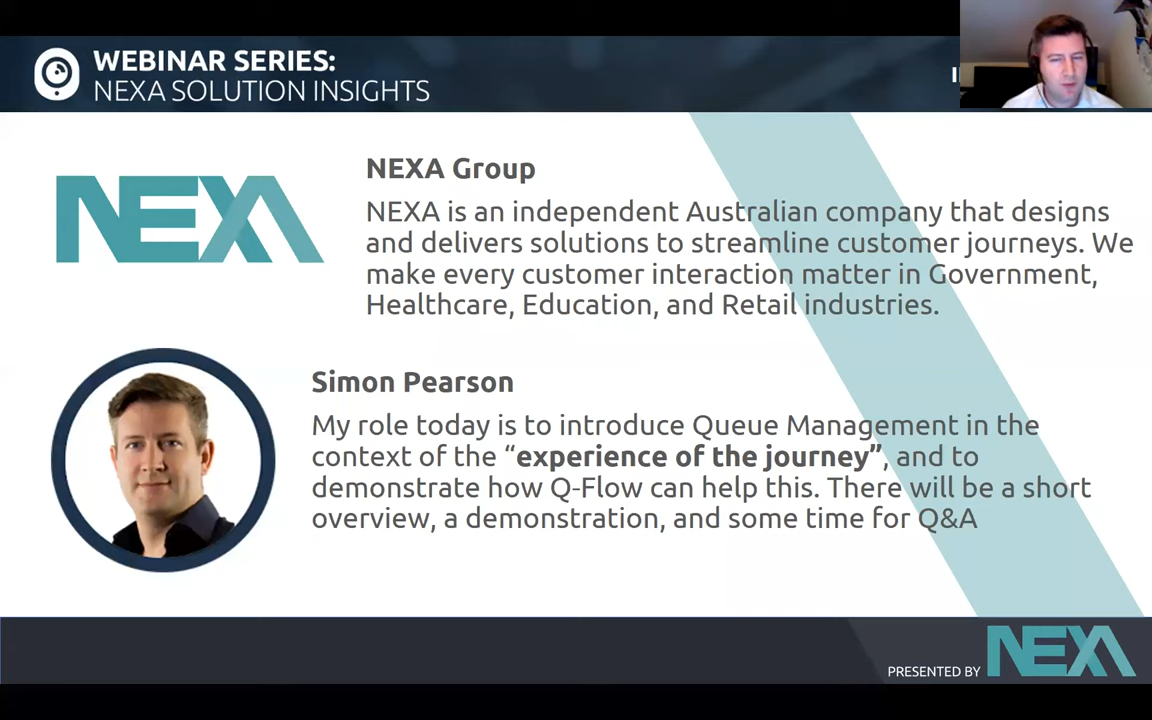 WEBINAR SERIES:
NEXA SOLUTION INSIGHTS
NEXA
NEXA Group
NEXA is an independent Australian company that designs
and delivers solutions to streamline customer journeys. We
make every customer interaction matter in Government,
Healthcare, Education, and Retail industries.
Simon Pearson
My role today is to introduce Queue Management in the
context of the “experience of the journey”, and to
demonstrate how Q-Flow can help this. There will be a short
overview, a demonstration, and some time for Q&A
PRESENTED BY
NEXA